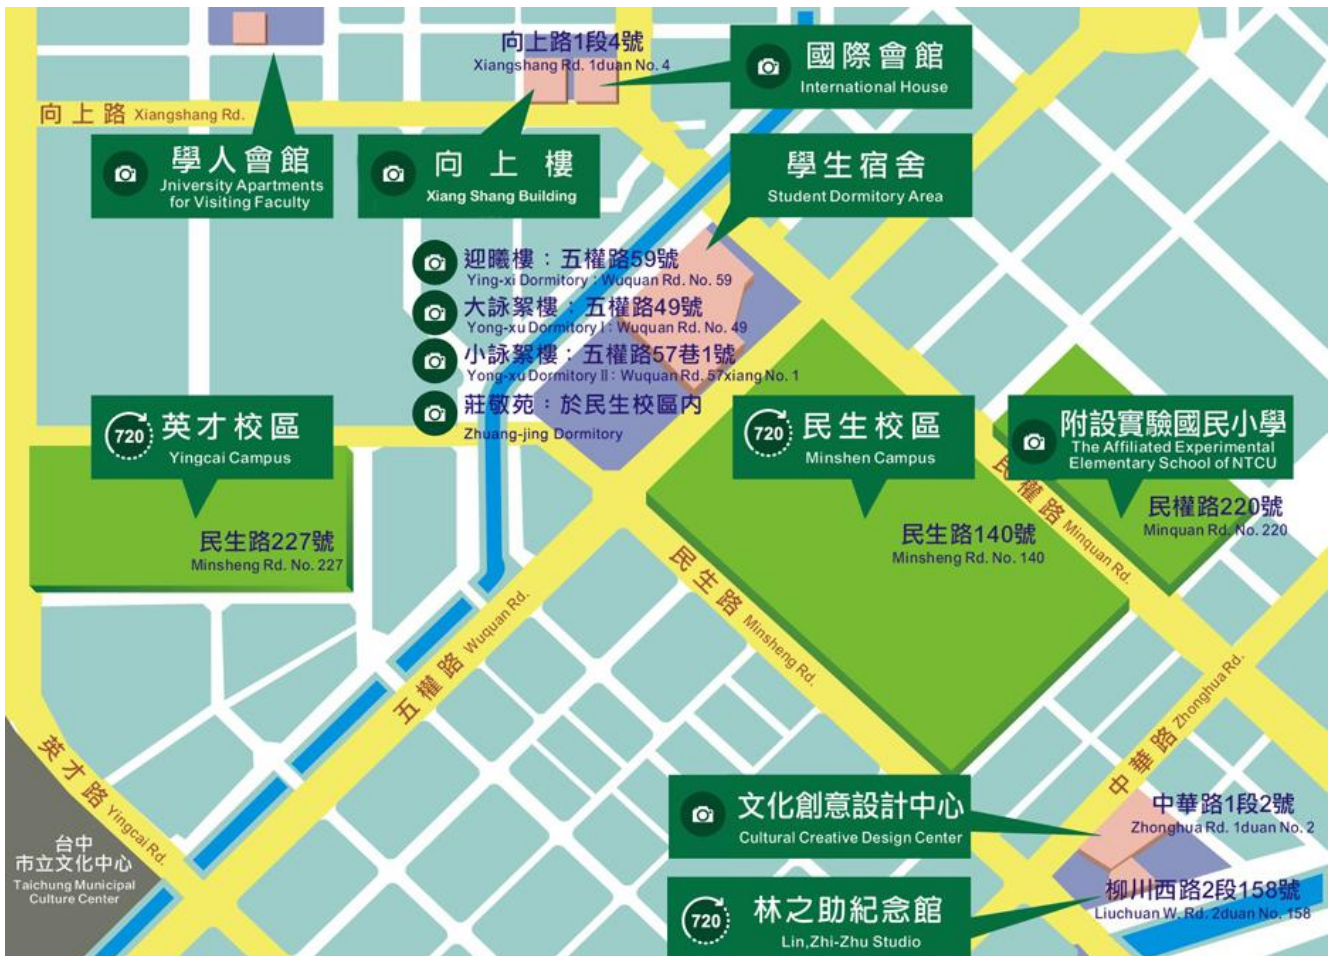 向上路1段4號
Xiangshang Rd. 1duan No. 4
國際會館
International House
向上路 Xiangshang Rd.
學人會館
Jniversity Apartments
for Visiting Faculty
向上樓
Xiang Shang Building
學生宿舍
Student Dormitory Area
迎曦樓：五權路59號
Ying-xi Dormitory : Wuquan Rd. No. 59
大詠絮樓：五權路49號
Yong-xu Dormitory I : Wuquan Rd. No. 49
小詠絮樓：五權路57巷1號
Yong-xu Dormitory II : Wuquan Rd. 57xiang No. 1
莊敬苑：於民生校區內
Zhuang-jing Dormitory
720
英才校區
Yingcai Campus
民生路227號
Minsheng Rd. No. 227
720
民生校區
Minshen Campus
民生路140號
Minsheng Rd. No. 140
附設實驗國民小學
The Affiliated Experimental
Elementary School of NTCU
民權路220號
Minquan Rd. No. 220
民權路 Minquan Rd.
民生路 Minsheng Rd.
五權路 Wuquan Rd.
中華路 Zhonghua Rd.
英才路 Yingcai Rd.
台中
市立文化中心
Taichung Municipal
Culture Center
文化創意設計中心
Cultural Creative Design Center
中華路1段2號
Zhonghua Rd. 1duan No. 2
720
林之助紀念館
Lin,Zhi-Zhu Studio
柳川西路2段158號
Liuchuan W. Rd. 2duan No. 158